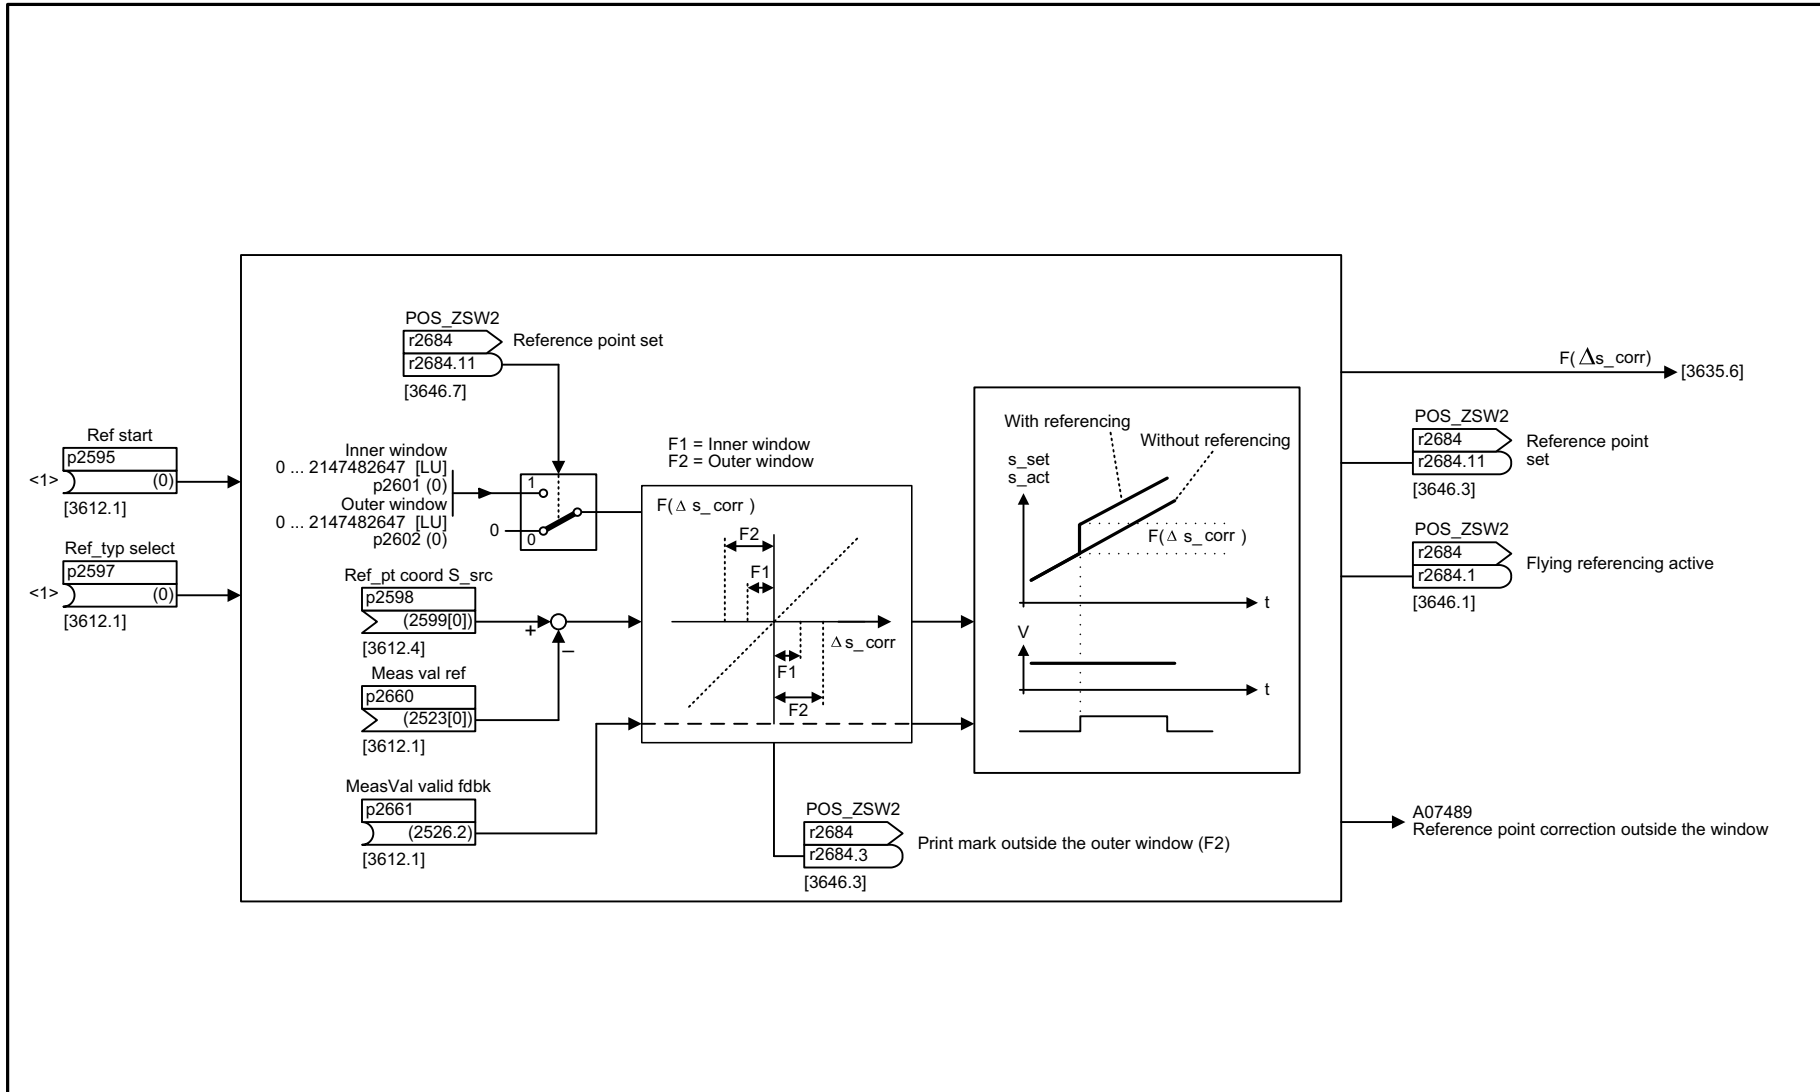 POS_ZSW2
r2684
Reference point set
r2684.11
[3646.7]
F(Δs_corr)
[3635.6]
Ref start
p2595
<1>
(0)
[3612.1]
Ref_typ select
p2597
<1>
(0)
[3612.1]
Inner window
0 ... 2147482647 [LU]
p2601 (0)
Outer window
0 ... 2147482647 [LU]
p2602 (0)
1
0
0
F1 = Inner window
F2 = Outer window
F(Δ s_corr )
F2
F1
Δs_corr
F1
F2
Ref_pt coord S_src
p2598
(2599[0])
[3612.4]
+
–
Meas val ref
p2660
(2523[0])
[3612.1]
MeasVal valid fdbk
p2661
(2526.2)
[3612.1]
POS_ZSW2
r2684
r2684.3
Print mark outside the outer window (F2)
[3646.3]
With referencing
Without referencing
s_set
s_act
F(Δ s_corr )
t
V
t
POS_ZSW2
r2684
r2684.11
Reference point
set
[3646.3]
POS_ZSW2
r2684
r2684.1
Flying referencing active
[3646.1]
A07489
Reference point correction outside the window